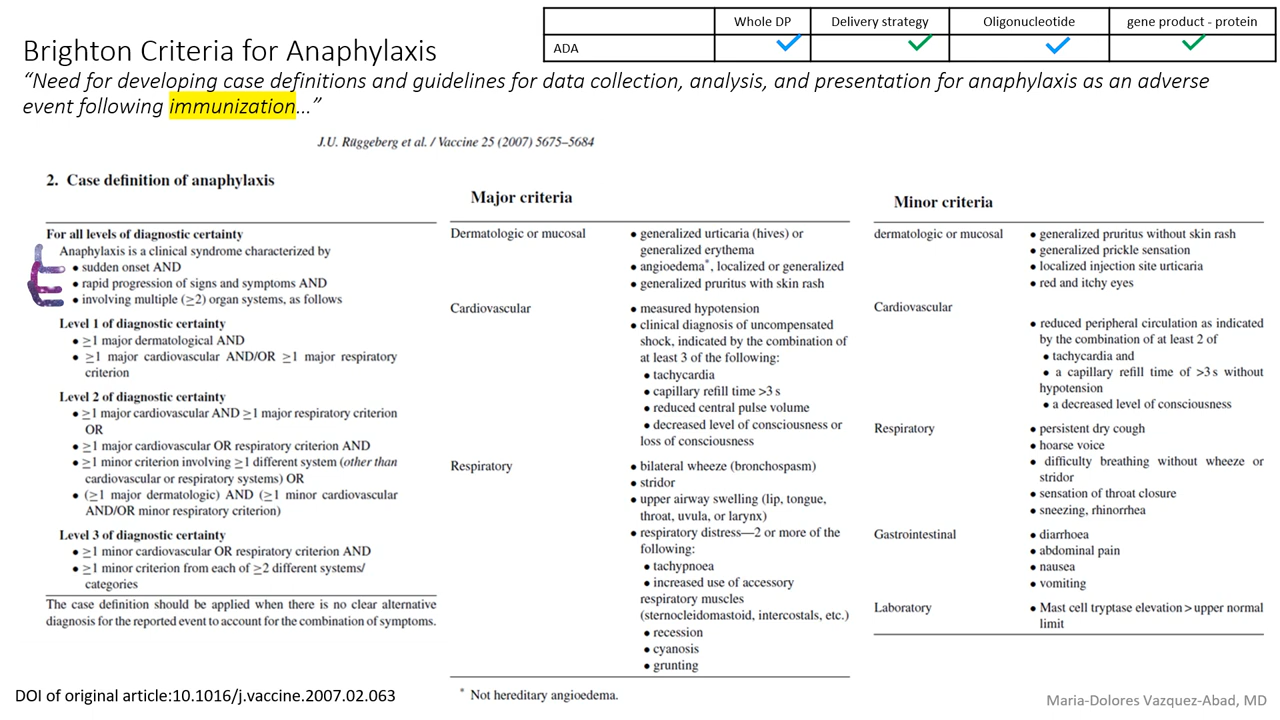 Whole DP Delivery strategy Oligonucleotide gene product - protein
ADA
Brighton Criteria for Anaphylaxis
“Need for developing case definitions and guidelines for data collection, analysis, and presentation for anaphylaxis as an adverse
event following immunization…”
J.U. Rüggeberg et al. / Vaccine 25 (2007) 5675–5684
2. Case definition of anaphylaxis
For all levels of diagnostic certainty
Anaphylaxis is a clinical syndrome characterized by
• sudden onset AND
• rapid progression of signs and symptoms AND
• involving multiple (≥2) organ systems, as follows
Level 1 of diagnostic certainty
• ≥1 major dermatological AND
• ≥1 major cardiovascular AND/OR ≥1 major respiratory
criterion
Level 2 of diagnostic certainty
• ≥1 major cardiovascular AND ≥1 major respiratory criterion
OR
• ≥1 major cardiovascular OR respiratory criterion AND
• ≥1 minor criterion involving ≥1 different system (other than
cardiovascular or respiratory systems) OR
• (≥1 major dermatologic) AND (≥1 minor cardiovascular
AND/OR minor respiratory criterion)
Level 3 of diagnostic certainty
• ≥1 minor cardiovascular OR respiratory criterion AND
• ≥1 minor criterion from each of ≥2 different systems/
categories
The case definition should be applied when there is no clear alternative
diagnosis for the reported event to account for the combination of symptoms.
Major criteria
Dermatologic or mucosal • generalized urticaria (hives) or
generalized erythema
• angioedema*, localized or generalized
• generalized pruritus with skin rash
Cardiovascular • measured hypotension
• clinical diagnosis of uncompensated
shock, indicated by the combination of
at least 3 of the following:
• tachycardia
• capillary refill time >3 s
• reduced central pulse volume
• decreased level of consciousness or
loss of consciousness
Respiratory • bilateral wheeze (bronchospasm)
• stridor
• upper airway swelling (lip, tongue,
throat, uvula, or larynx)
• respiratory distress—2 or more of the
following:
• tachypnoea
• increased use of accessory
respiratory muscles
(sternocleidomastoid, intercostals, etc.)
• recession
• cyanosis
• grunting
* Not hereditary angioedema.
Minor criteria
dermatologic or mucosal • generalized pruritus without skin rash
• generalized prickle sensation
• localized injection site urticaria
• red and itchy eyes
Cardiovascular
• reduced peripheral circulation as indicated
by the combination of at least 2 of
• tachycardia and
• a capillary refill time of >3 s without
hypotension
• a decreased level of consciousness
Respiratory • persistent dry cough
• hoarse voice
• difficulty breathing without wheeze or
stridor
• sensation of throat closure
• sneezing, rhinorrhea
Gastrointestinal • diarrhoea
• abdominal pain
• nausea
• vomiting
Laboratory • Mast cell tryptase elevation > upper normal
limit
DOI of original article:10.1016/j.vaccine.2007.02.063
Maria-Dolores Vazquez-Abad, MD